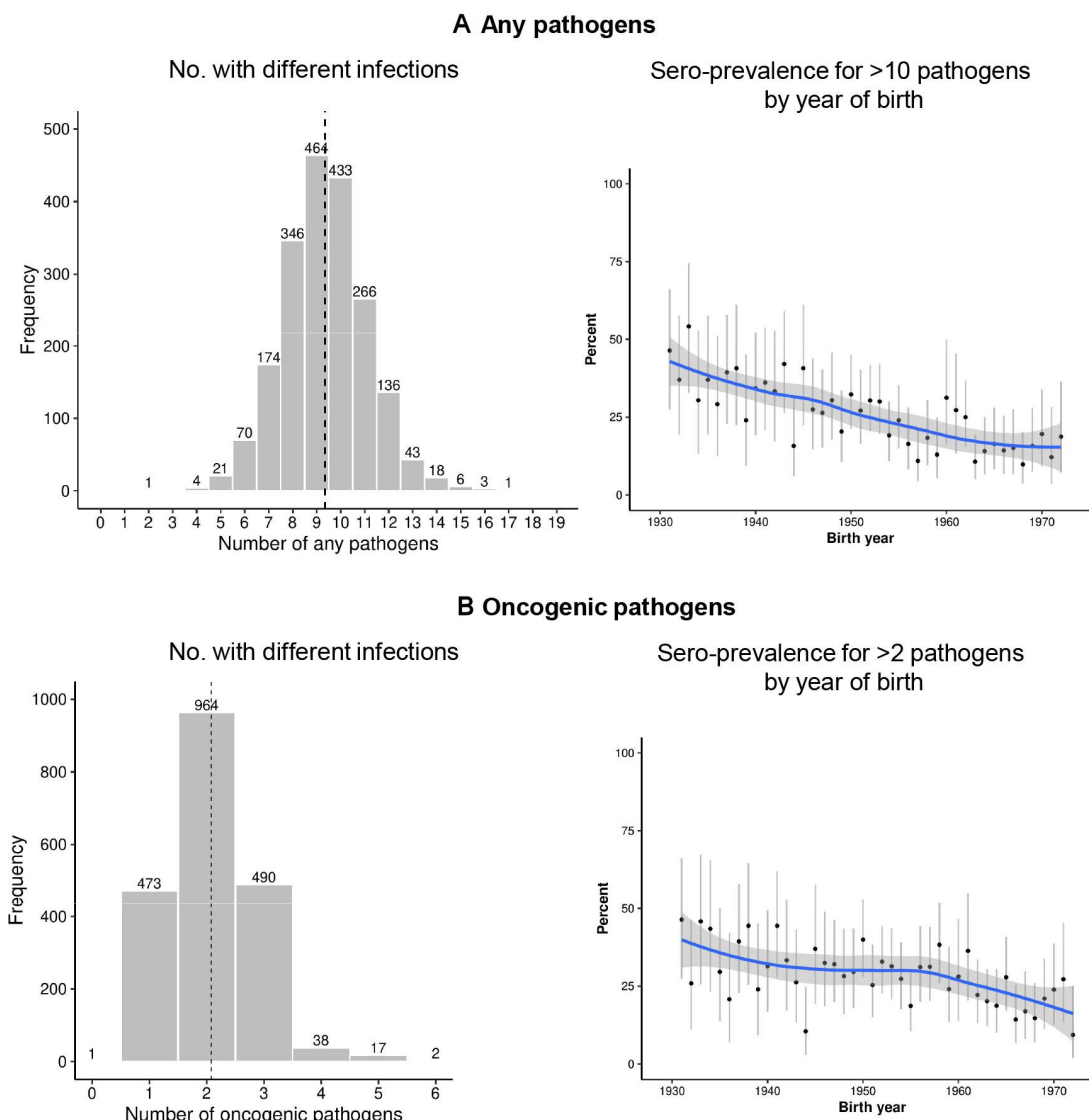 A Any pathogens
No. with different infections
Sero-prevalence for >10 pathogens
by year of birth
500
400
300
200
100
0
Frequency
1
4
21
70
174
346
464
433
266
136
43
18
6
3
1
0 1 2 3 4 5 6 7 8 9 10 11 12 13 14 15 16 17 18 19
Number of any pathogens
100
75
50
25
0
Percent
1930 1940 1950 1960 1970
Birth year
B Oncogenic pathogens
No. with different infections
Sero-prevalence for >2 pathogens
by year of birth
1000
800
600
400
200
0
Frequency
1
473
964
490
38
17
2
0 1 2 3 4 5 6
Number of oncogenic pathogens
100
75
50
25
0
Percent
1930 1940 1950 1960 1970
Birth year